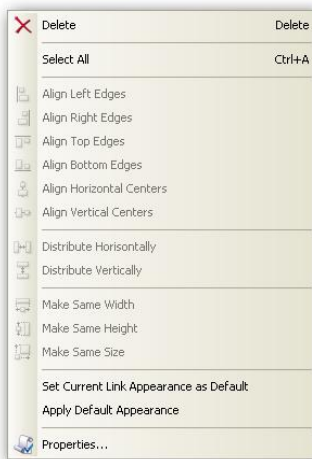 Delete Delete
Select All Ctrl+A
Align Left Edges
Align Right Edges
Align Top Edges
Align Bottom Edges
Align Horizontal Centers
Align Vertical Centers
Distribute Horisontally
Distribute Vertically
Make Same Width
Make Same Height
Make Same Size
Set Current Link Appearance as Default
Apply Default Appearance
Properties...